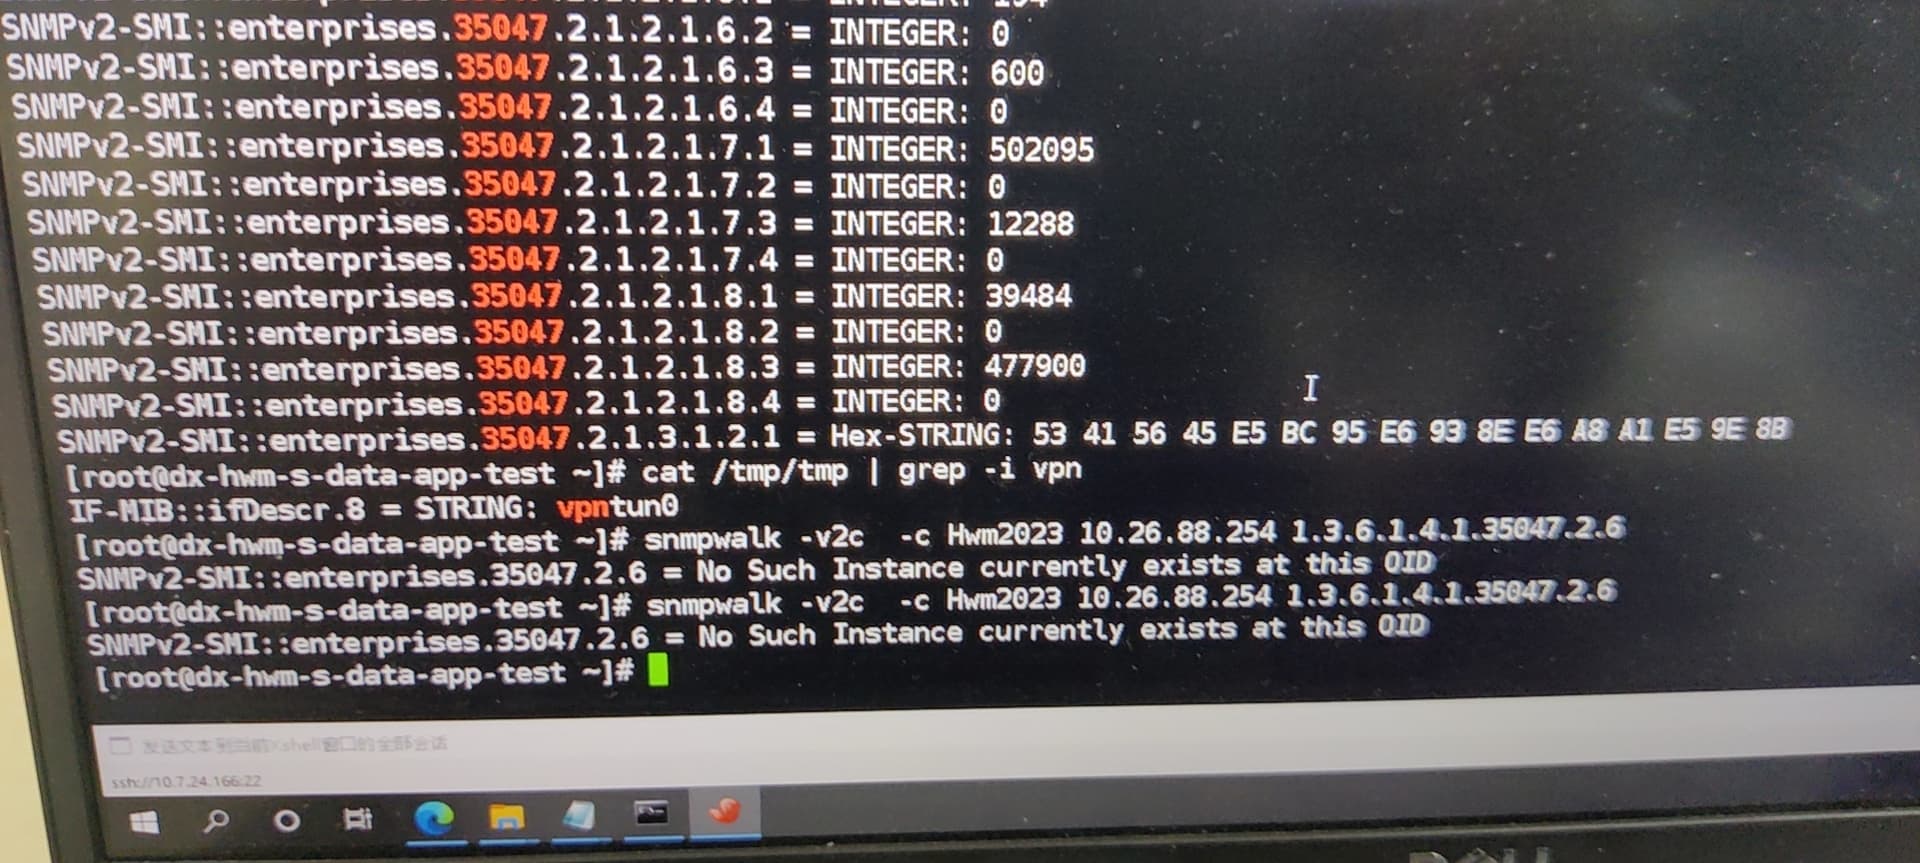 INTEGER: 194
SNMPv2-SMI::enterprises.35047.2.1.2.1.6.2 = INTEGER: 0
SNMPv2-SMI::enterprises.35047.2.1.2.1.6.3 = INTEGER: 600
SNMPv2-SMI::enterprises.35047.2.1.2.1.6.4 = INTEGER: 0
SNMPv2-SMI::enterprises.35047.2.1.2.1.7.1 = INTEGER: 502095
SNMPv2-SMI::enterprises.35047.2.1.2.1.7.2 = INTEGER: 0
SNMPv2-SMI::enterprises.35047.2.1.2.1.7.3 = INTEGER: 12288
SNMPv2-SMI::enterprises.35047.2.1.2.1.7.4 = INTEGER: 0
SNMPv2-SMI::enterprises.35047.2.1.2.1.8.1 = INTEGER: 39484
SNMPv2-SMI::enterprises.35047.2.1.2.1.8.2 = INTEGER: 0
SNMPv2-SMI::enterprises.35047.2.1.2.1.8.3 = INTEGER: 477900
SNMPv2-SMI::enterprises.35047.2.1.2.1.8.4 = INTEGER: 0
SNMPv2-SMI::enterprises.35047.2.1.3.1.2.1 = Hex-STRING: 53 41 56 45 E5 BC 95 E6 93 8E E6 A8 A1 E5 9E 8B
[root@dx-hwm-s-data-app-test ~]# cat /tmp/tmp | grep -i vpn
IF-MIB::ifDescr.8 = STRING: vpntun0
[root@dx-hwm-s-data-app-test ~]# snmpwalk -v2c  -c Hwm2023 10.26.88.254 1.3.6.1.4.1.35047.2.6
SNMPv2-SMI::enterprises.35047.2.6 = No Such Instance currently exists at this OID
[root@dx-hwm-s-data-app-test ~]# snmpwalk -v2c  -c Hwm2023 10.26.88.254 1.3.6.1.4.1.35047.2.6
SNMPv2-SMI::enterprises.35047.2.6 = No Such Instance currently exists at this OID
[root@dx-hwm-s-data-app-test ~]#
发送文本到当前Xshell窗口的全部会话
ssh://10.7.24.166:22
DELL